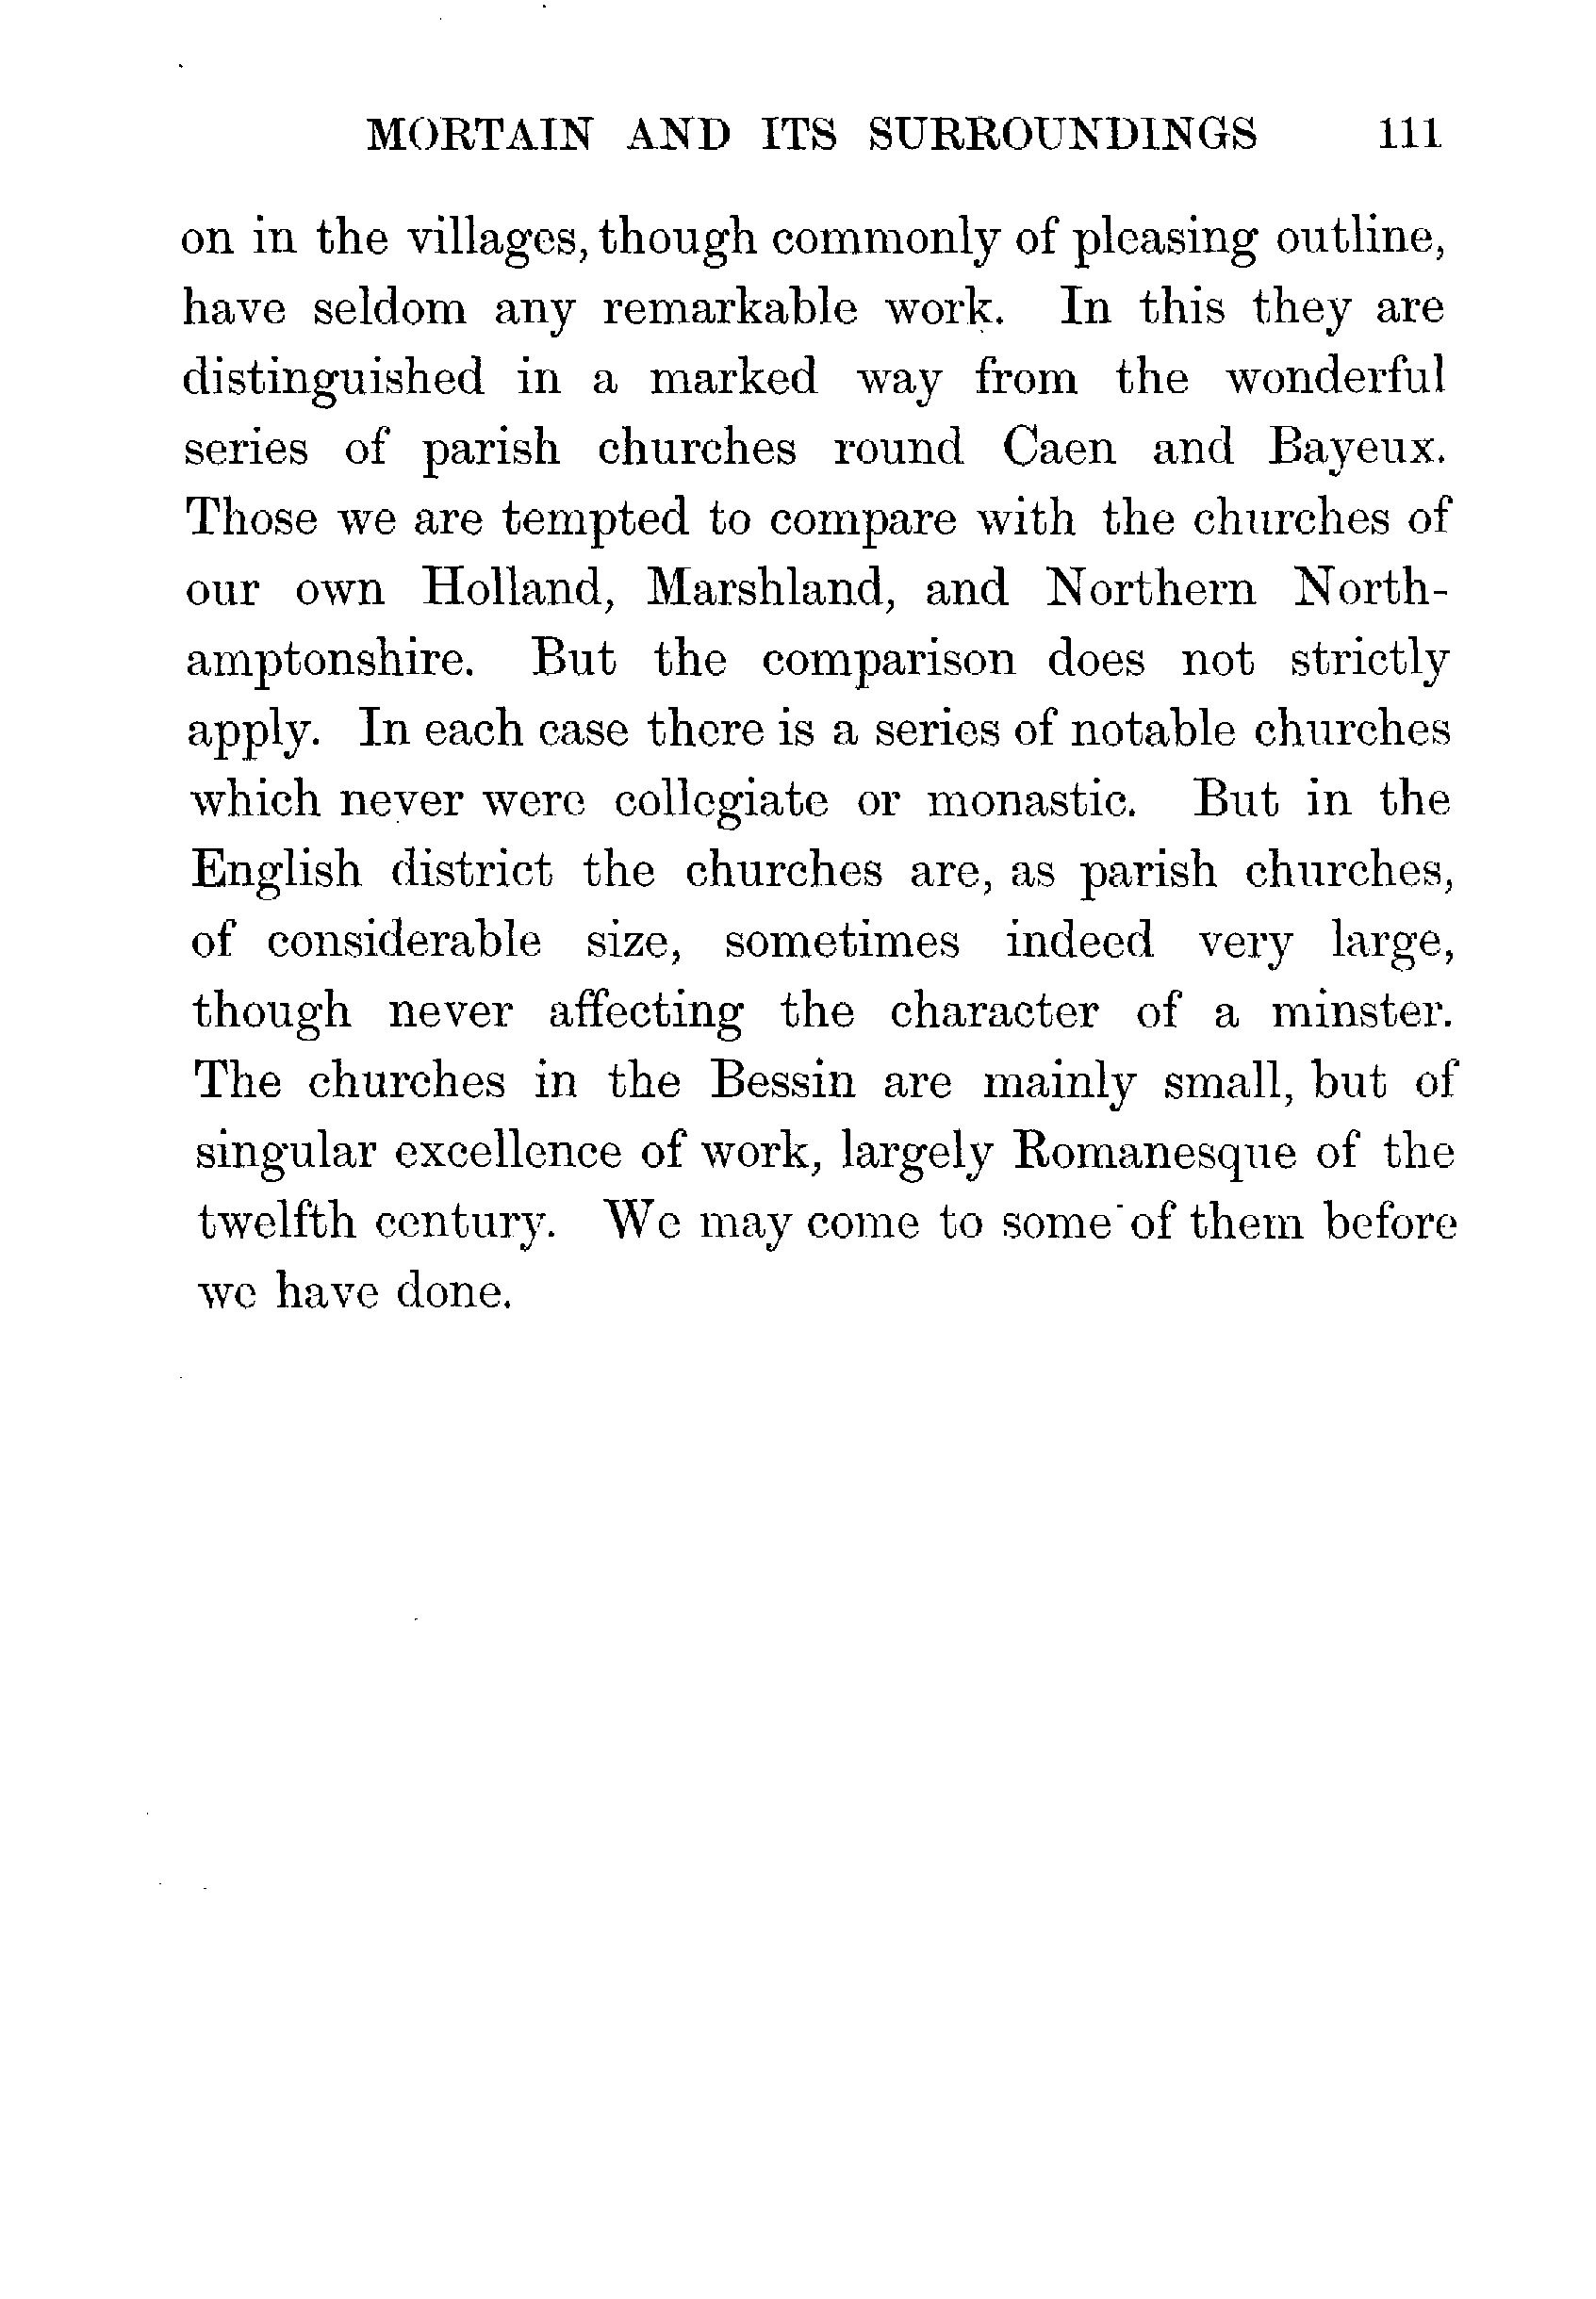 MORTAIN AND ITS SURROUNDINGS 111
on in the villages, though commonly of pleasing outline,
have seldom any remarkable work. In this they are
distinguished in a marked way from the wonderful
series of parish churches round Caen and Bayeux.
Those we are tempted to compare with the churches of
our own Holland, Marshland, and Northern North-
amptonshire. But the comparison does not strictly
apply. In each case there is a series of notable churches
which never were collegiate or monastic. But in the
English district the churches are, as parish churches,
of considerable size, sometimes indeed very large,
though never affecting the character of a minster.
The churches in the Bessin are mainly small, but of
singular excellence of work, largely Romanesque of the
twelfth century. We may come to some of them before
we have done.